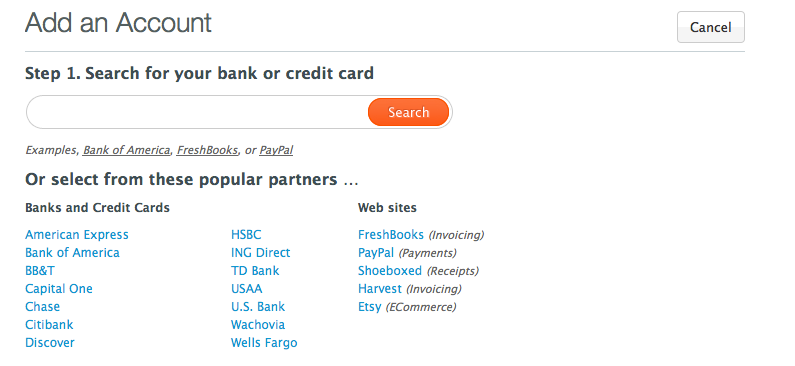 Add an Account
Cancel
Step 1. Search for your bank or credit card
Search
Examples, Bank of America, FreshBooks, or PayPal
Or select from these popular partners ...
Banks and Credit Cards
American Express
Bank of America
BB&T
Capital One
Chase
Citibank
Discover
HSBC
ING Direct
TD Bank
USAA
U.S. Bank
Wachovia
Wells Fargo
Web sites
FreshBooks (Invoicing)
PayPal (Payments)
Shoeboxed (Receipts)
Harvest (Invoicing)
Etsy (ECommerce)